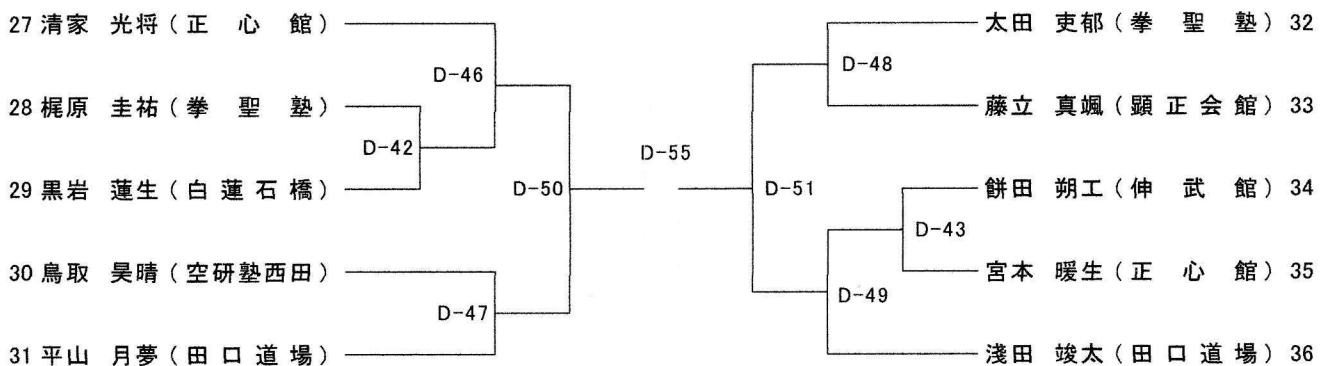 27 清家 光将 ( 正 心 館 )
D-46
28 梶原 圭祐 ( 拳 聖 塾 )
D-42
29 黒岩 蓮生 ( 白 蓮 石 橋 )
D-50
30 鳥取 昊晴 ( 空研塾西田 )
D-47
31 平山 月夢 ( 田 口 道 場 )
D-55
太田 吏郁 ( 拳 聖 塾 ) 32
D-48
藤立 真颯 ( 顕 正 会 館 ) 33
D-51
餅田 朔工 ( 伸 武 館 ) 34
D-43
宮本 暖生 ( 正 心 館 ) 35
D-49
淺田 竣太 ( 田 口 道 場 ) 36